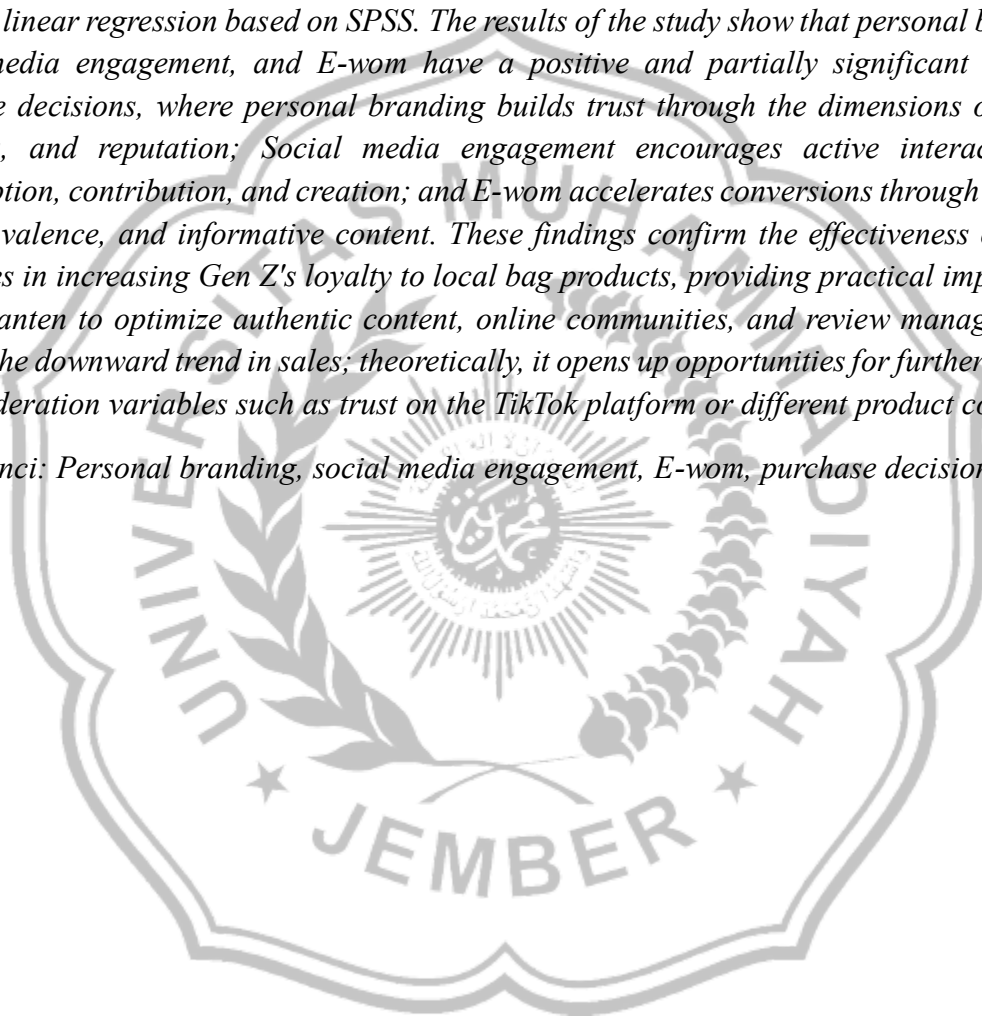 linear regression based on SPSS. The results of the study show that personal b
media engagement, and E-wom have a positive and partially significant
e decisions, where personal branding builds trust through the dimensions o
, and reputation; Social media engagement encourages active interac
ption, contribution, and creation; and E-wom accelerates conversions through
valence, and informative content. These findings confirm the effectiveness
es in increasing Gen Z's loyalty to local bag products, providing practical imp
anten to optimize authentic content, online communities, and review manag
he downward trend in sales; theoretically, it opens up opportunities for further
deration variables such as trust on the TikTok platform or different product co
nci: Personal branding, social media engagement, E-wom, purchase decision
UNIVERSITAS MUHAMMADIYAH
JEMBER